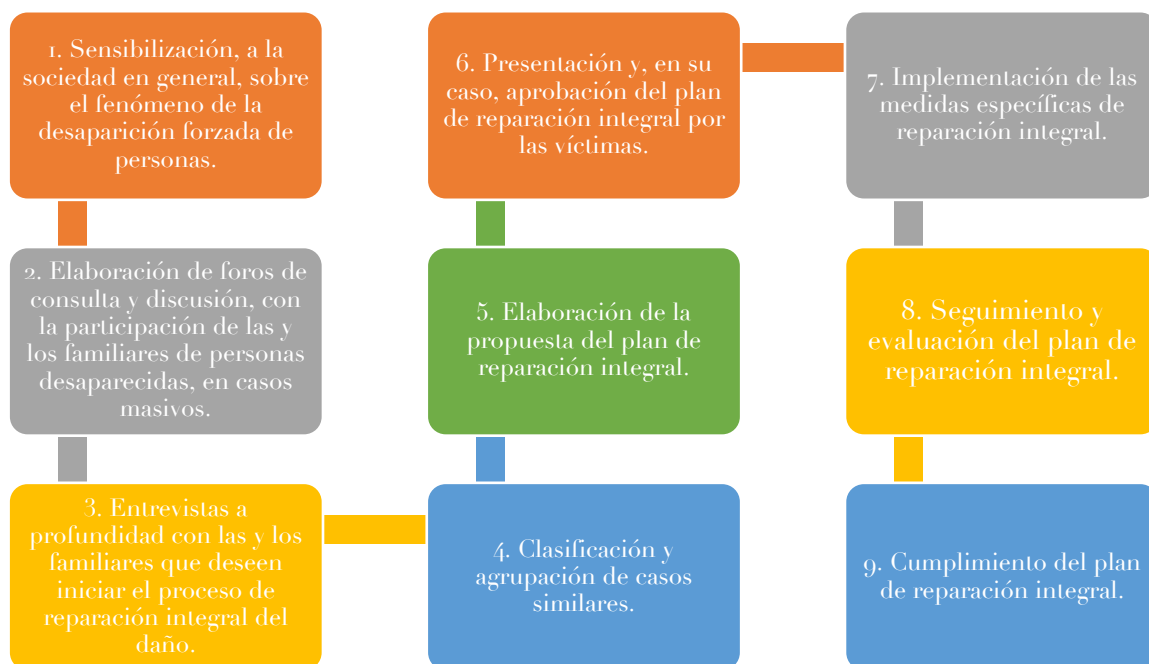 1. Sensibilización, a la
sociedad en general, sobre
el fenómeno de la
desaparición forzada de
personas.
2. Elaboración de foros de
consulta y discusión, con
la participación de las y
los familiares de personas
desaparecidas, en casos
masivos.
3. Entrevistas a
profundidad con las y los
familiares que deseen
iniciar el proceso de
reparación integral del
daño.
4. Clasificación y
agrupación de casos
similares.
5. Elaboración de la
propuesta del plan de
reparación integral.
6. Presentación y, en su
caso, aprobación del plan
de reparación integral por
las víctimas.
7. Implementación de las
medidas específicas de
reparación integral.
8. Seguimiento y
evaluación del plan de
reparación integral.
9. Cumplimiento del plan
de reparación integral.